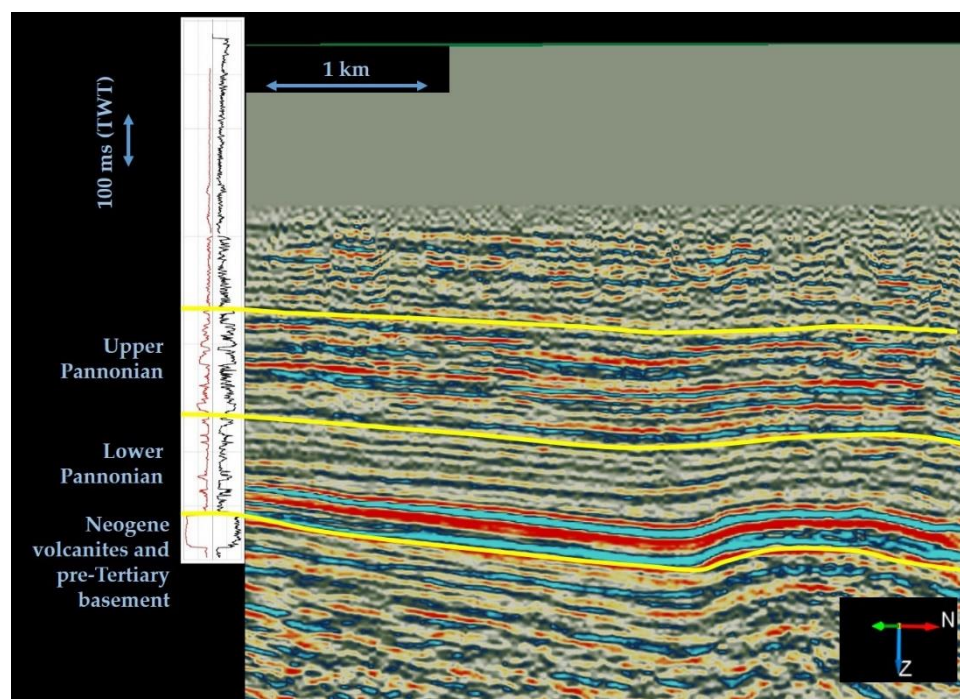 1 km
100 ms (TWT)
Upper
Pannonian
Lower
Pannonian
Neogene
volcanites and
pre-Tertiary
basement
N
Z